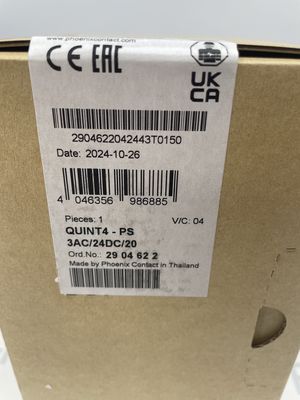 www.phoenixcontact.com
CE EAC
UK
CA
2904622042443T0150
Date: 2024-10-26
4 046356 986885
Pieces: 1 V/C: 04
QUINT4 - PS
3AC/24DC/20
Ord.No.: 29 04 62 2
Made by Phoenix Contact in Thailand